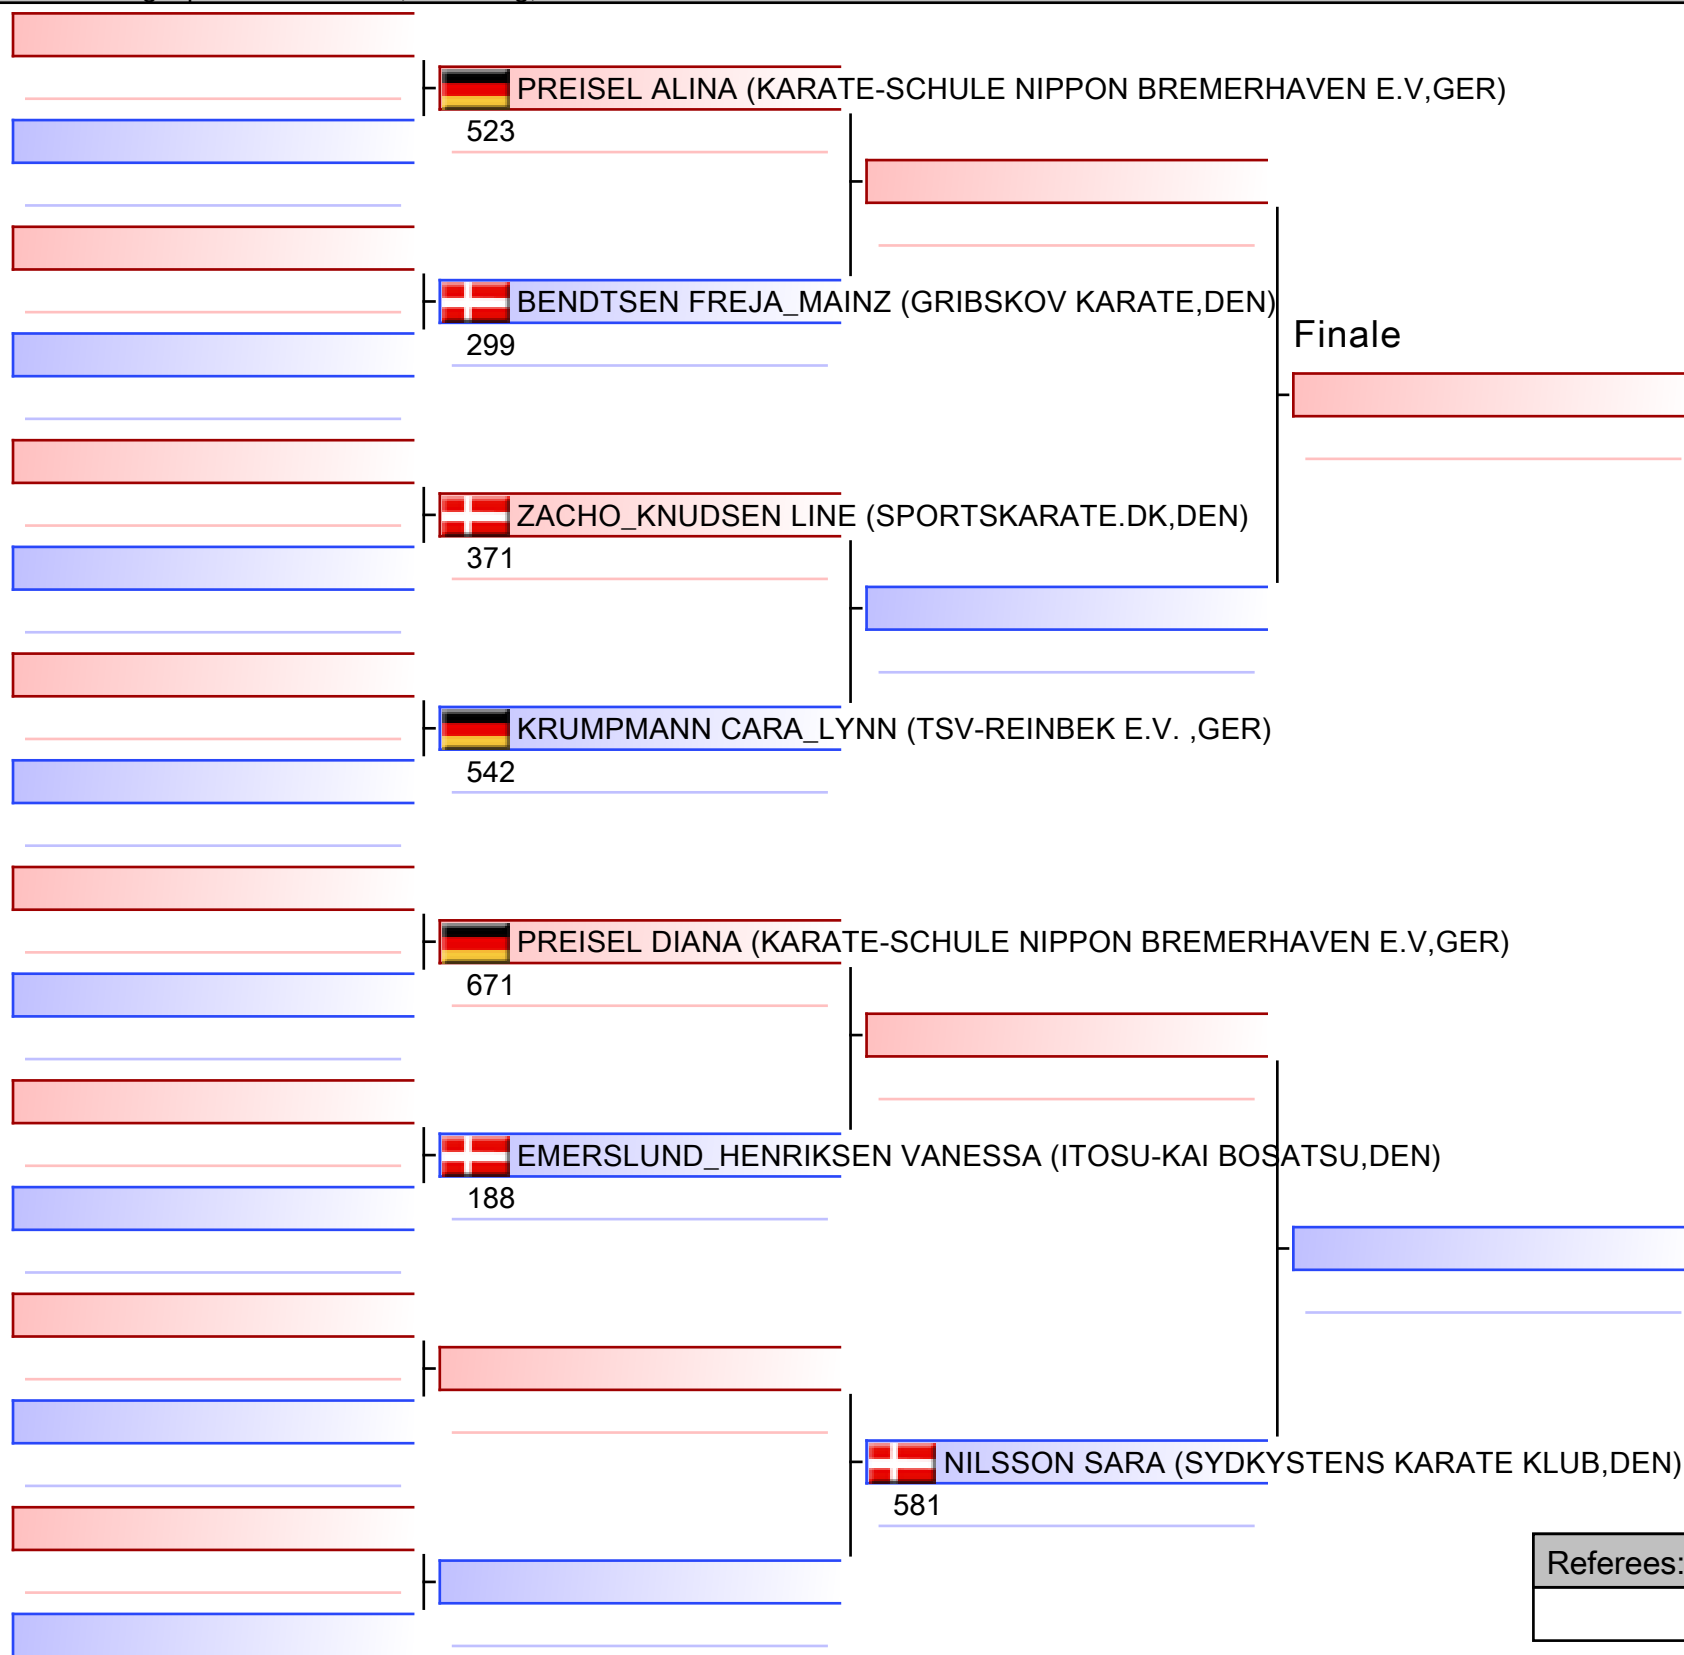 PREISEL ALINA (KARATE-SCHULE NIPPON BREMERHAVEN E.V,GER)
523
BENDTSEN FREJA_MAINZ (GRIBSKOV KARATE,DEN)
299
Finale
ZACHO_KNUDSEN LINE (SPORTSKARATE.DK,DEN)
371
KRUMPMANN CARA_LYNN (TSV-REINBEK E.V. ,GER)
542
PREISEL DIANA (KARATE-SCHULE NIPPON BREMERHAVEN E.V,GER)
671
EMERSLUND_HENRIKSEN VANESSA (ITOSU-KAI BOSATSU,DEN)
188
NILSSON SARA (SYDKYSTENS KARATE KLUB,DEN)
581
Referees: